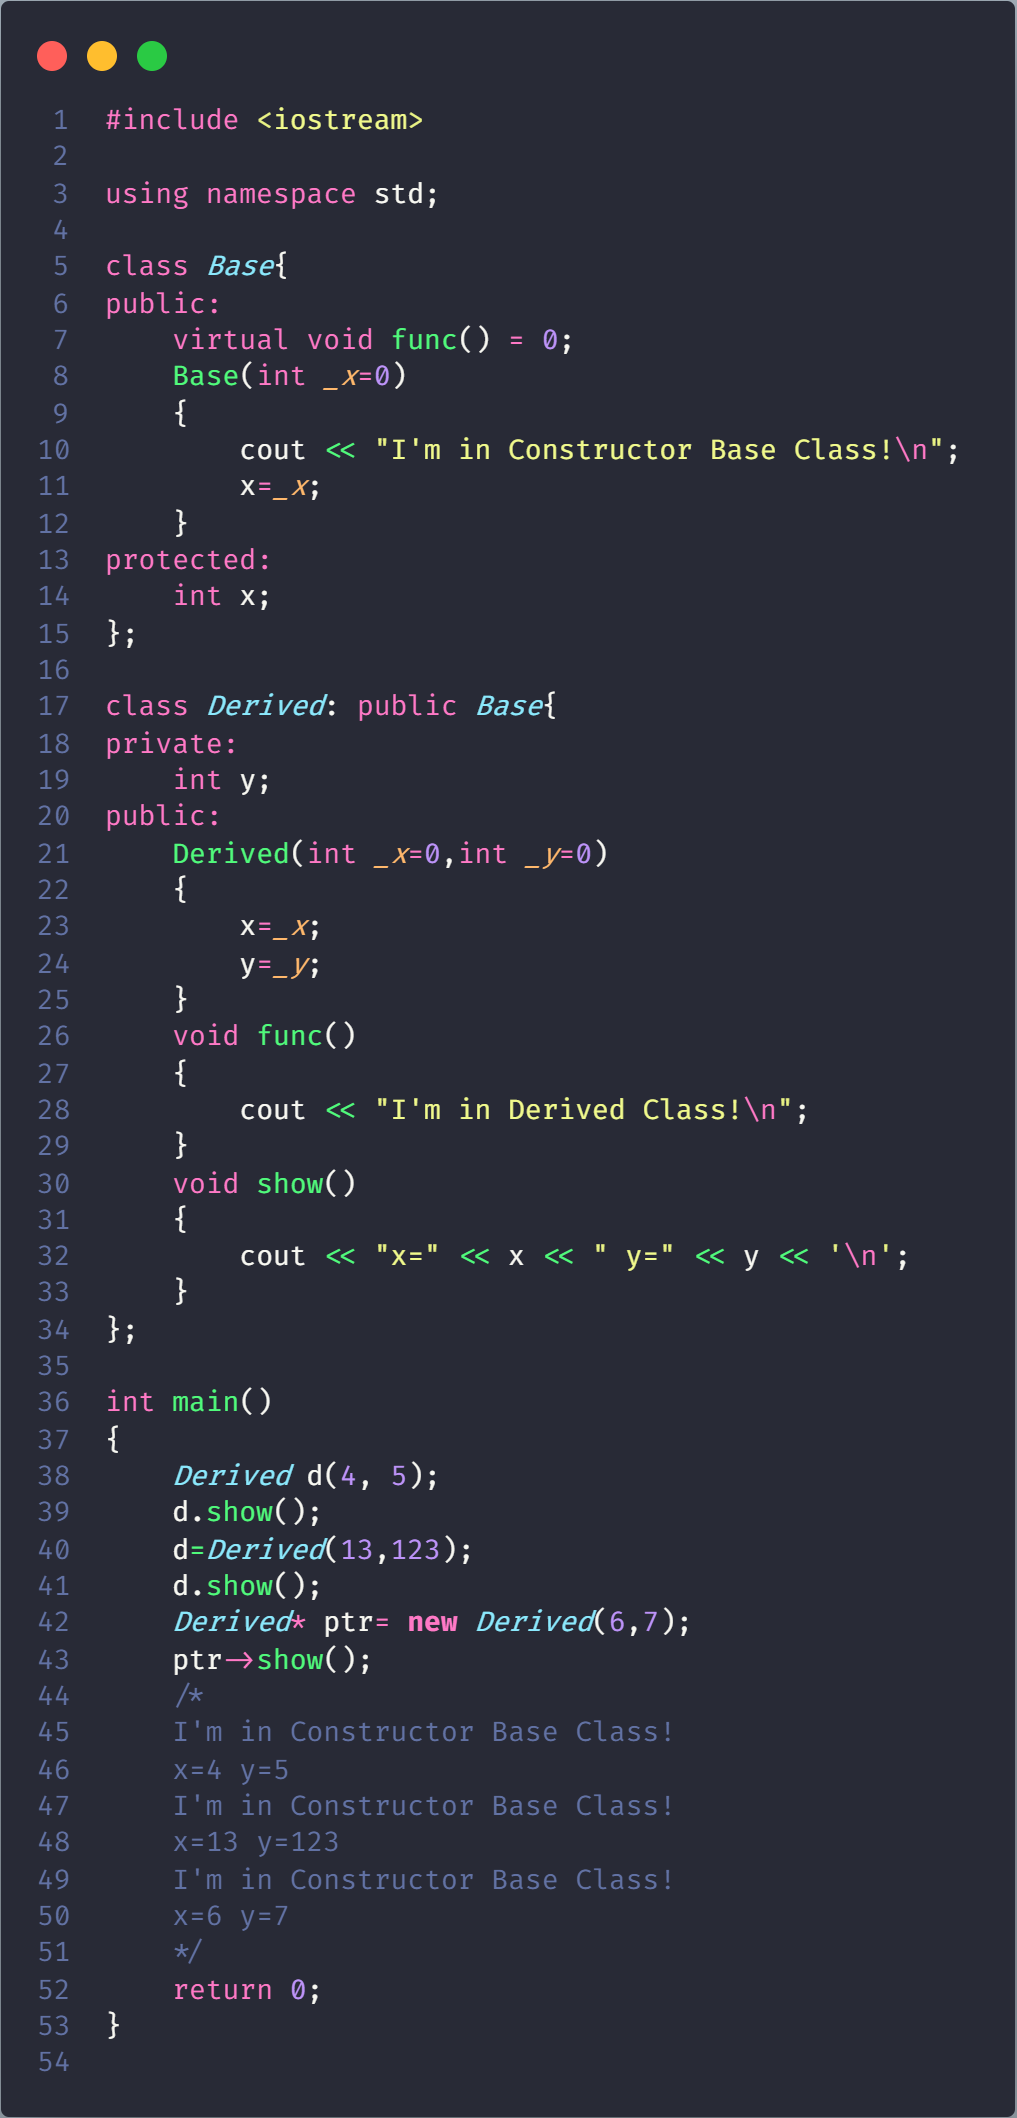 1 #include <iostream>
2
3 using namespace std;
4
5 class Base{
6 public:
7     virtual void func() = 0;
8     Base(int _x=0)
9     {
10         cout << "I'm in Constructor Base Class!\n";
11         x=_x;
12     }
13 protected:
14     int x;
15 };
16
17 class Derived: public Base{
18 private:
19     int y;
20 public:
21     Derived(int _x=0,int _y=0)
22     {
23         x=_x;
24         y=_y;
25     }
26     void func()
27     {
28         cout << "I'm in Derived Class!\n";
29     }
30     void show()
31     {
32         cout << "x=" << x << " y=" << y << '\n';
33     }
34 };
35
36 int main()
37 {
38     Derived d(4, 5);
39     d.show();
40     d=Derived(13,123);
41     d.show();
42     Derived* ptr= new Derived(6,7);
43     ptr->show();
44     /*
45     I'm in Constructor Base Class!
46     x=4 y=5
47     I'm in Constructor Base Class!
48     x=13 y=123
49     I'm in Constructor Base Class!
50     x=6 y=7
51     */
52     return 0;
53 }
54